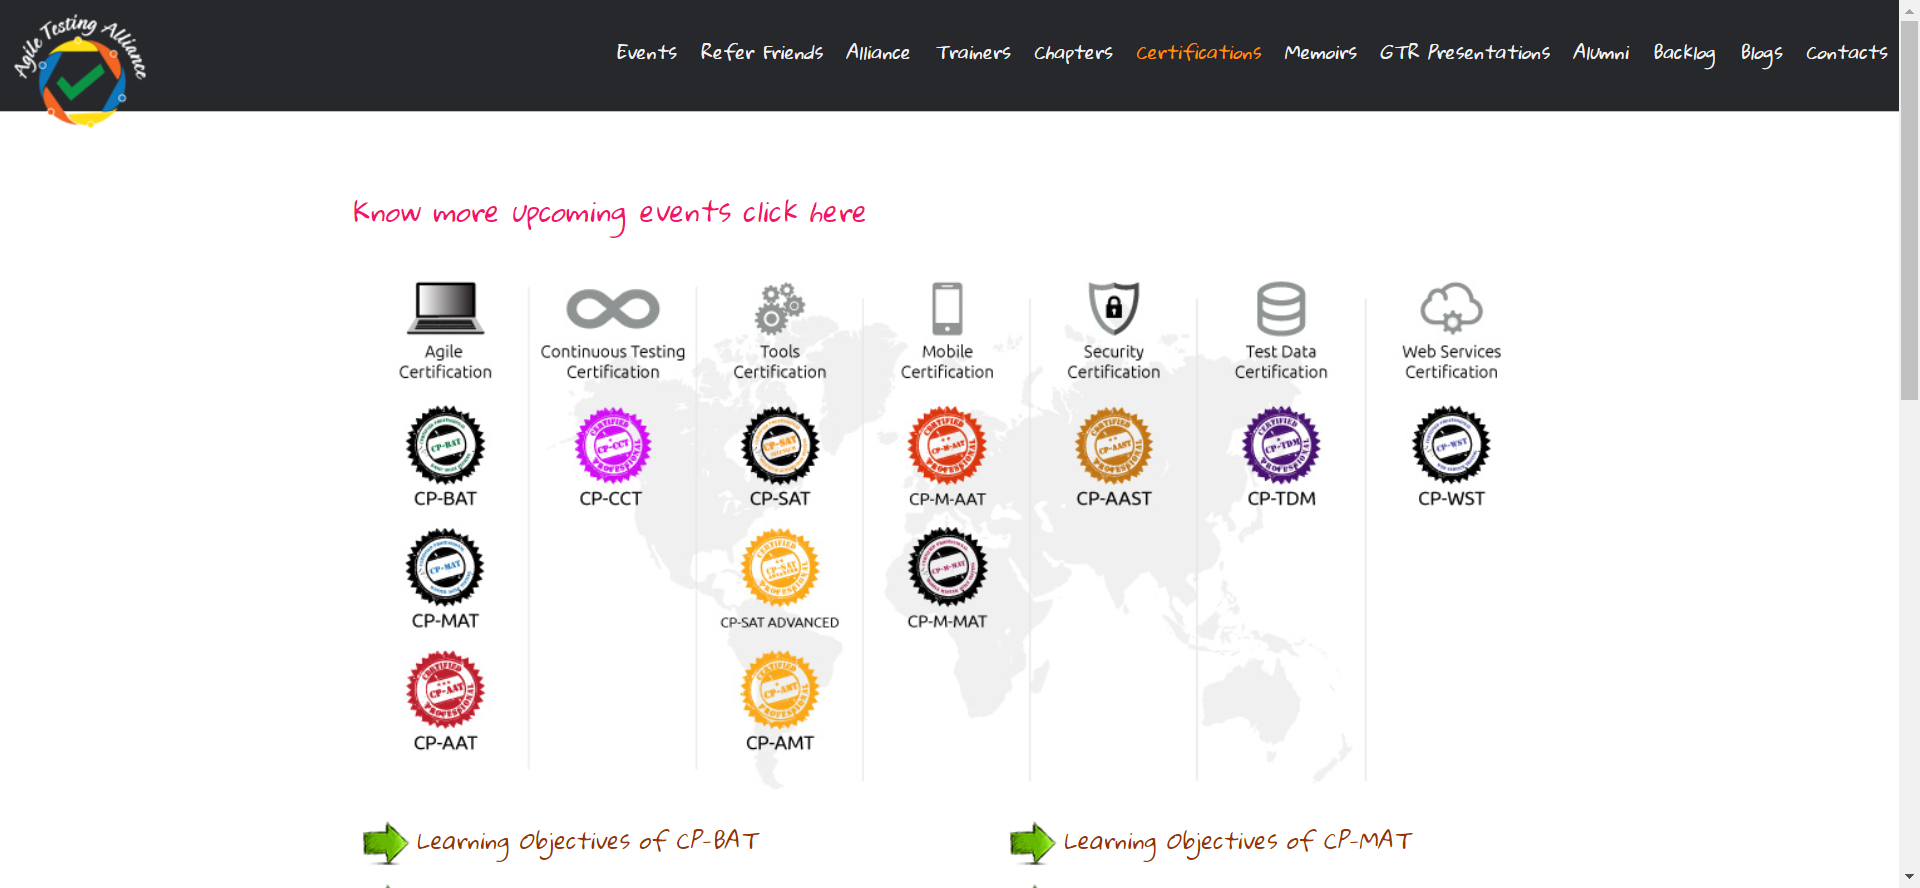 Agile Testing Alliance
Events Refer Friends Alliance Trainers Chapters Certifications Memoirs GTR Presentations Alumni Backlog Blogs Contacts
Know more upcoming events click here
Agile Certification
Continuous Testing Certification
Tools Certification
Mobile Certification
Security Certification
Test Data Certification
Web Services Certification
CP-BAT CP-CCT CP-SAT CP-M-AAT CP-AAST CP-TDM CP-WST
CP-MAT CP-SAT ADVANCED CP-M-MAT
CP-AAT CP-AMT
Learning Objectives of CP-BAT
Learning Objectives of CP-MAT